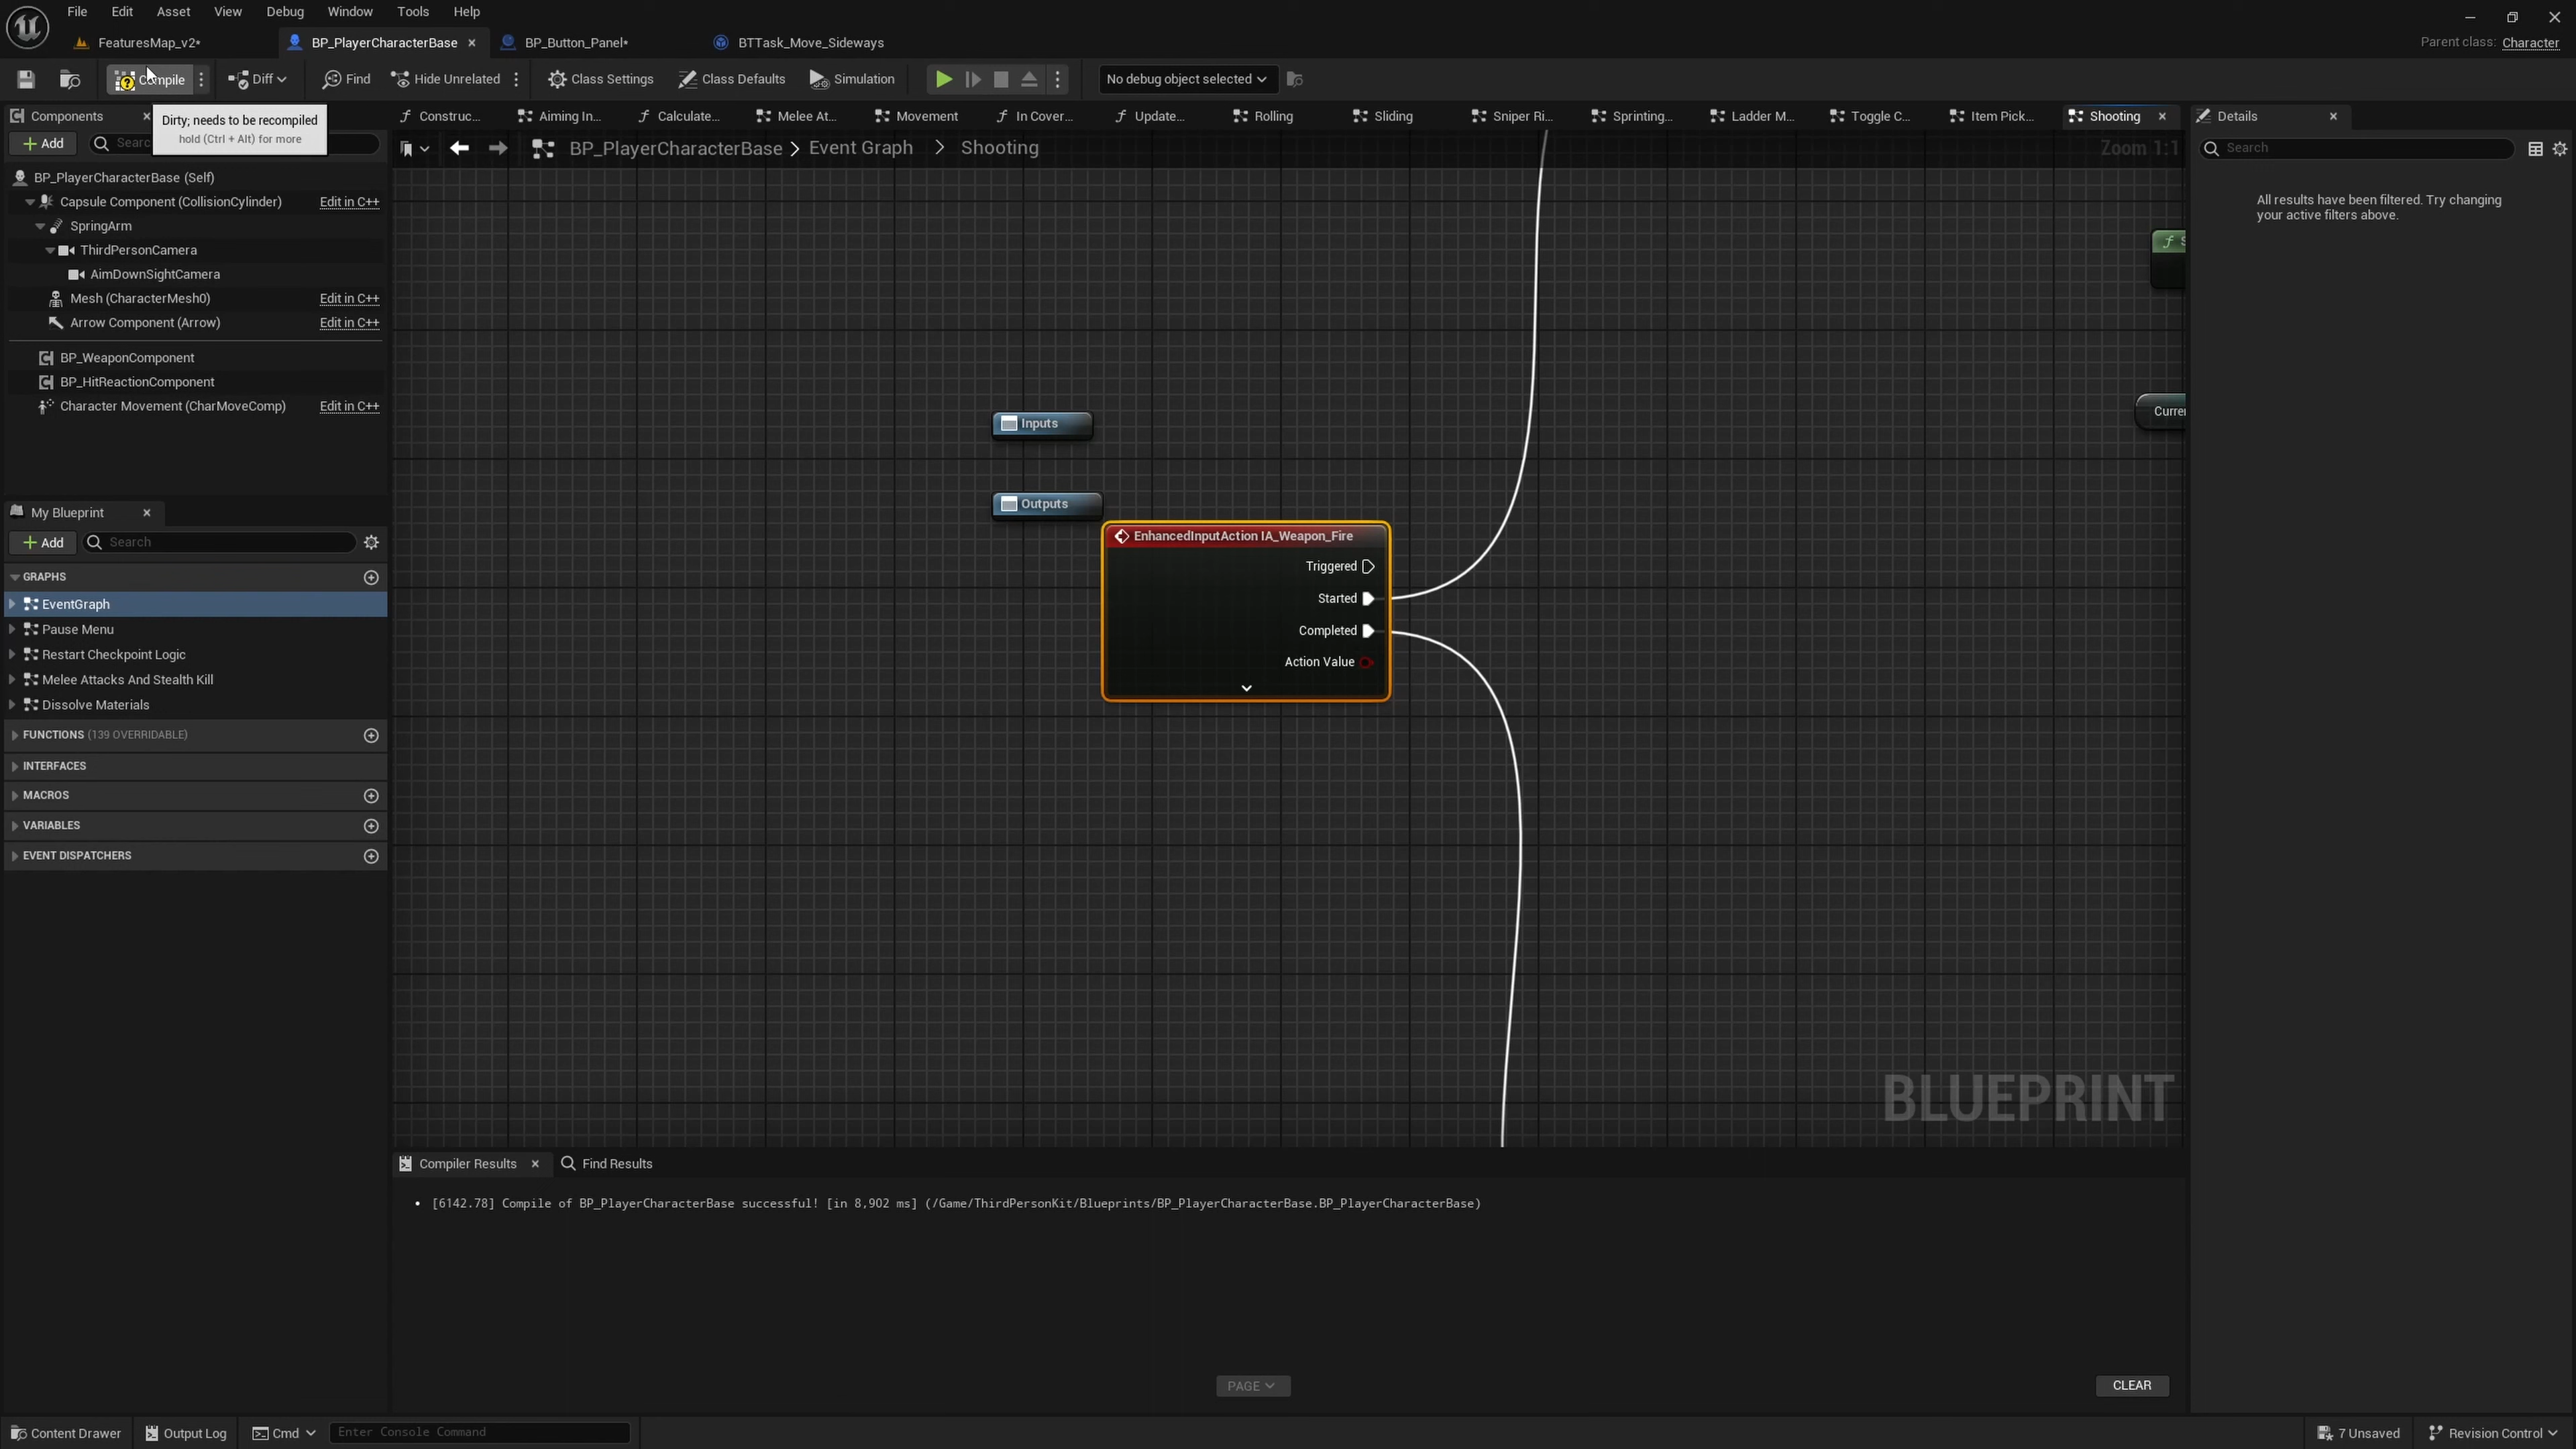 File Edit Asset View Debug Window Tools Help
FeaturesMap_v2* BP_PlayerCharacterBase BP_Button_Panel* BTTask_Move_Sideways
Parent class: Character
Compile Diff Find Hide Unrelated Class Settings Class Defaults Simulation No debug object selected
Dirty; needs to be recompiled
hold (Ctrl + Alt) for more
Components
Add Searc
BP_PlayerCharacterBase (Self)
Capsule Component (CollisionCylinder) Edit in C++
SpringArm
ThirdPersonCamera
AimDownSightCamera
Mesh (CharacterMesh0) Edit in C++
Arrow Component (Arrow) Edit in C++
BP_WeaponComponent
BP_HitReactionComponent
Character Movement (CharMoveComp) Edit in C++
My Blueprint
Add Search
GRAPHS
EventGraph
Pause Menu
Restart Checkpoint Logic
Melee Attacks And Stealth Kill
Dissolve Materials
FUNCTIONS (139 OVERRIDABLE)
INTERFACES
MACROS
VARIABLES
EVENT DISPATCHERS
Construc... Aiming In... Calculate... Melee At... Movement In Cover... Update... Rolling Sliding Sniper Ri... Sprinting... Ladder M... Toggle C... Item Pick... Shooting
BP_PlayerCharacterBase > Event Graph > Shooting
Zoom 1:1
Inputs
Outputs
EnhancedInputAction IA_Weapon_Fire
Triggered
Started
Completed
Action Value
f S
Curre
BLUEPRINT
Details
Search
All results have been filtered. Try changing
your active filters above.
Compiler Results Find Results
• [6142.78] Compile of BP_PlayerCharacterBase successful! [in 8,902 ms] (/Game/ThirdPersonKit/Blueprints/BP_PlayerCharacterBase.BP_PlayerCharacterBase)
PAGE
CLEAR
Content Drawer Output Log Cmd Enter Console Command 7 Unsaved Revision Control